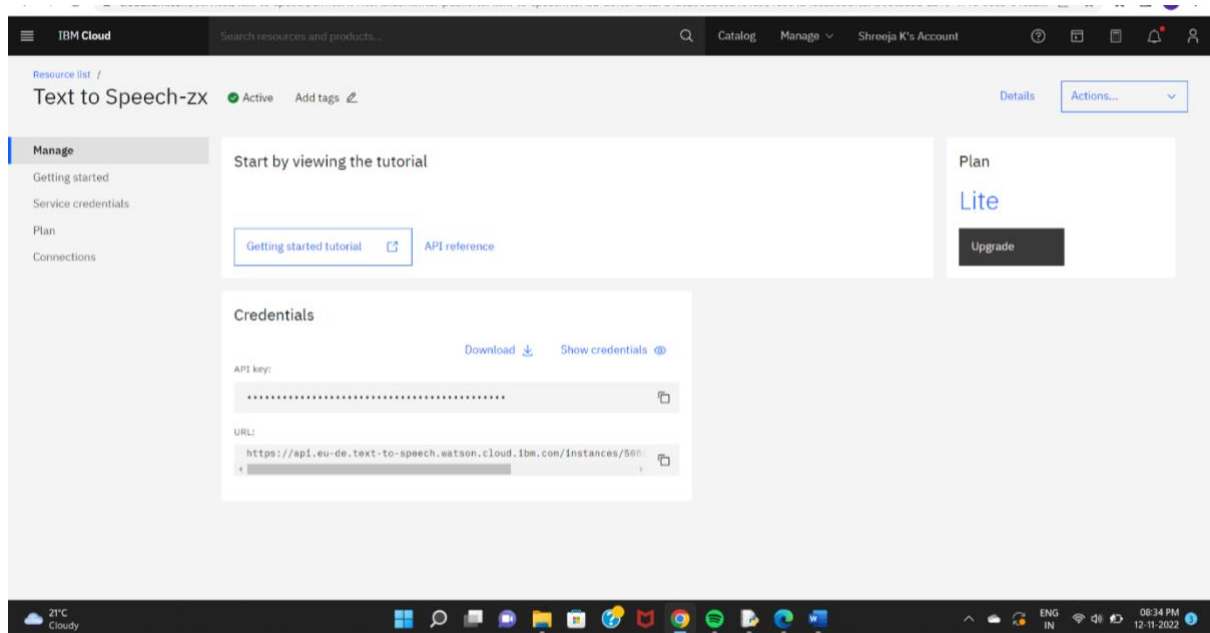 IBM Cloud
Search resources and products...
Catalog
Manage
Shreeja K's Account
Resource list /
Text to Speech-zx
Active
Add tags
Details
Actions...
Manage
Getting started
Service credentials
Plan
Connections
Start by viewing the tutorial
Getting started tutorial
API reference
Plan
Lite
Upgrade
Credentials
Download
Show credentials
API key:
••••••••••••••••••••••••••••••••••••••••••••
URL:
https://api.eu-de.text-to-speech.watson.cloud.ibm.com/instances/
21°C
Cloudy
ENG
IN
08:34 PM
12-11-2022
3